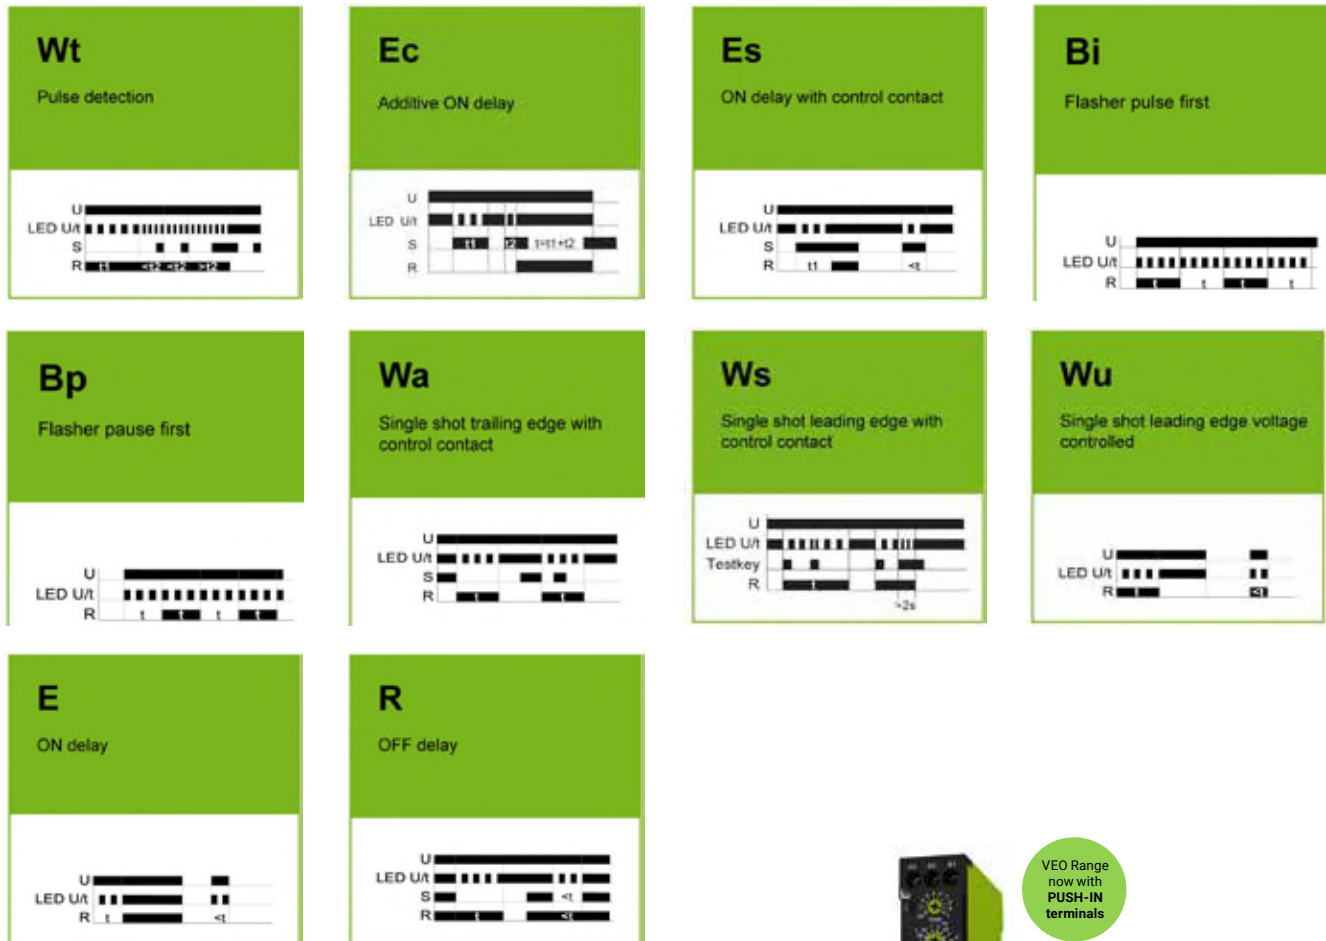 Wt
Pulse detection
U
LED U/t
S
R
t1 <t2 <t2 >t2
Ec
Additive ON delay
U
LED U/t
S
t1 t2 t=t1+t2
R
Es
ON delay with control contact
U
LED U/t
S
R
t1 <t
Bi
Flasher pulse first
U
LED U/t
R
t t t t
Bp
Flasher pause first
U
LED U/t
R
t t t t
Wa
Single shot trailing edge with
control contact
U
LED U/t
S
R
t t
Ws
Single shot leading edge with
control contact
U
LED U/t
Testkey
R
t
>2s
Wu
Single shot leading edge voltage
controlled
U
LED U/t
R
t <t
E
ON delay
U
LED U/t
R
t <t
R
OFF delay
U
LED U/t
S
<t
R
t <t
VEO Range
now with
PUSH-IN
terminals